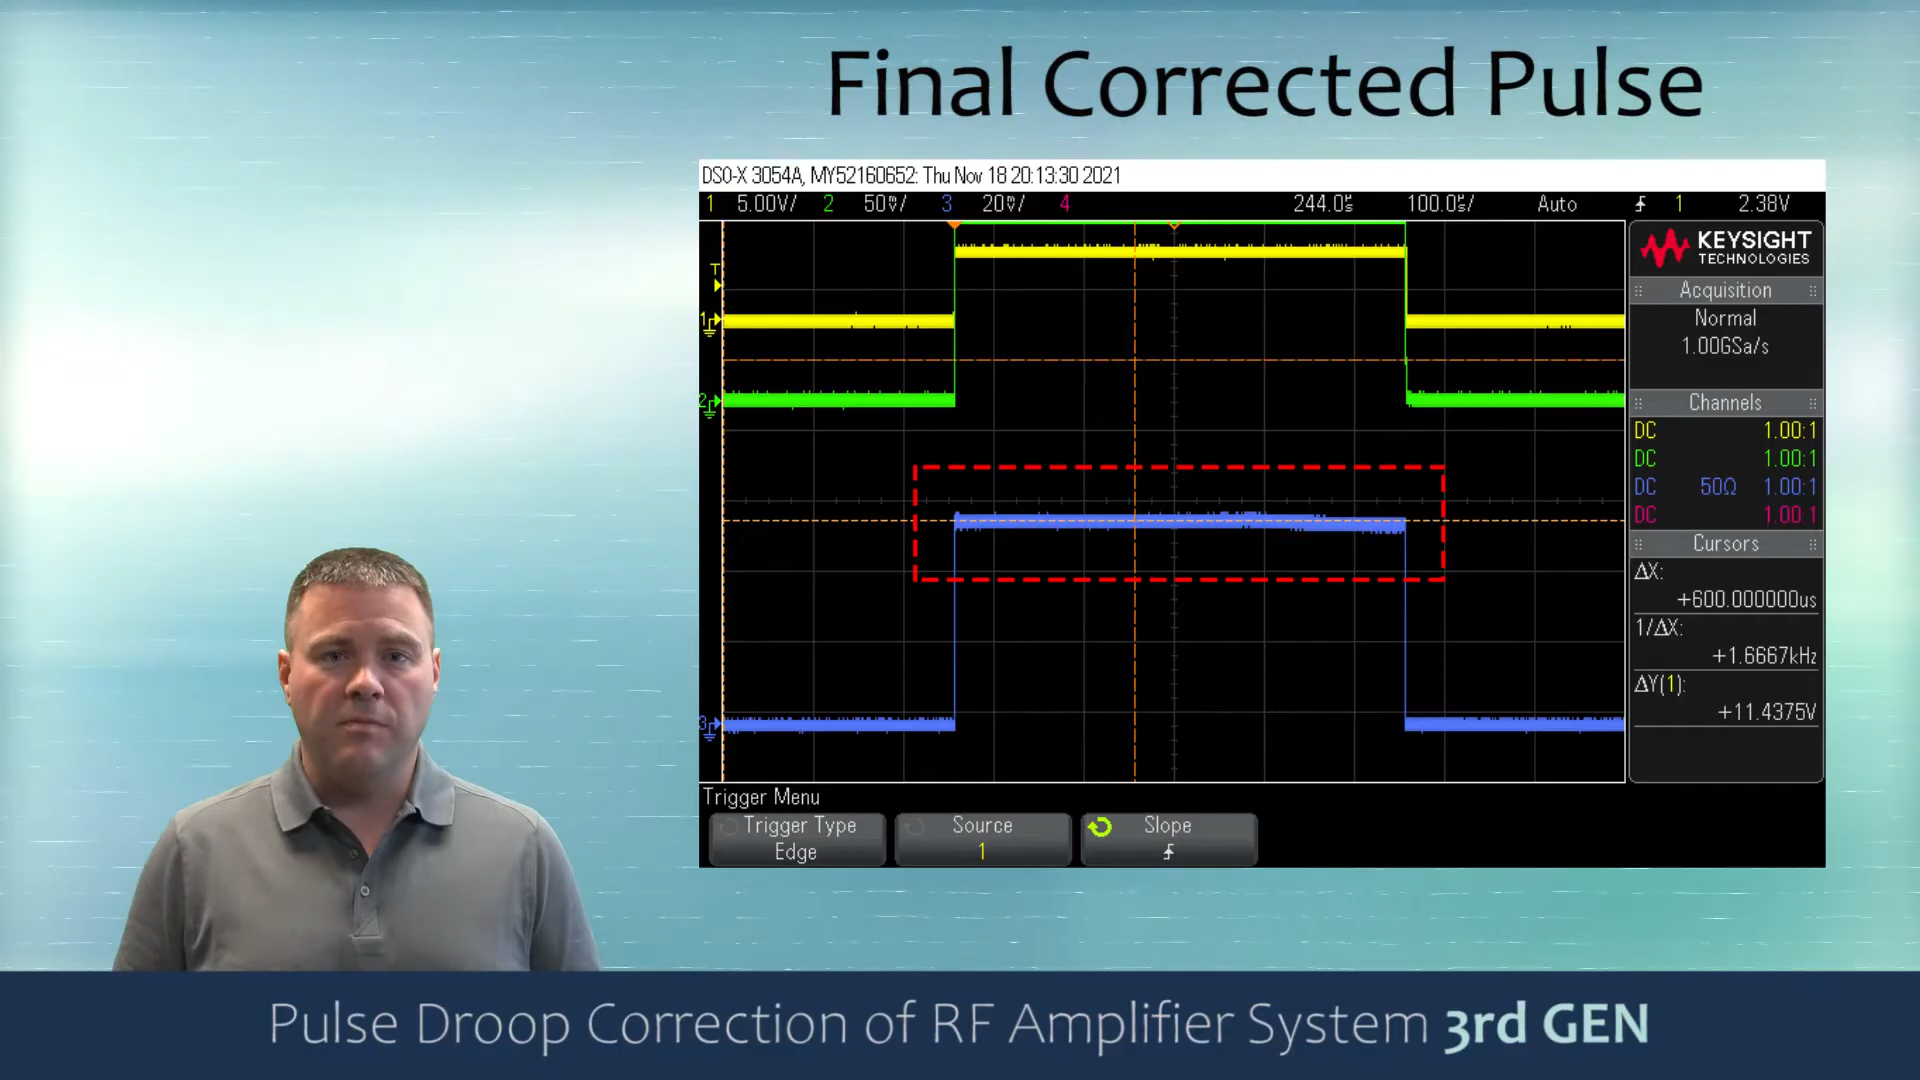 Final Corrected Pulse
DSO-X 3054A, MY52160652: Thu Nov 18 20:13:30 2021
1 5.00V/ 2 50mV/ 3 20mV/ 4 244.0us 100.0us/ Auto 1 2.38V
KEYSIGHT
TECHNOLOGIES
Acquisition
Normal
1.00GSa/s
Channels
DC 1.00:1
DC 1.00:1
DC 50Ω 1.00:1
DC 1.00:1
Cursors
ΔX:
+600.000000us
1/ΔX:
+1.6667kHz
ΔY(1):
+11.4375V
T
1
2
3
Trigger Menu
Trigger Type
Edge
Source
1
Slope
Pulse Droop Correction of RF Amplifier System 3rd GEN